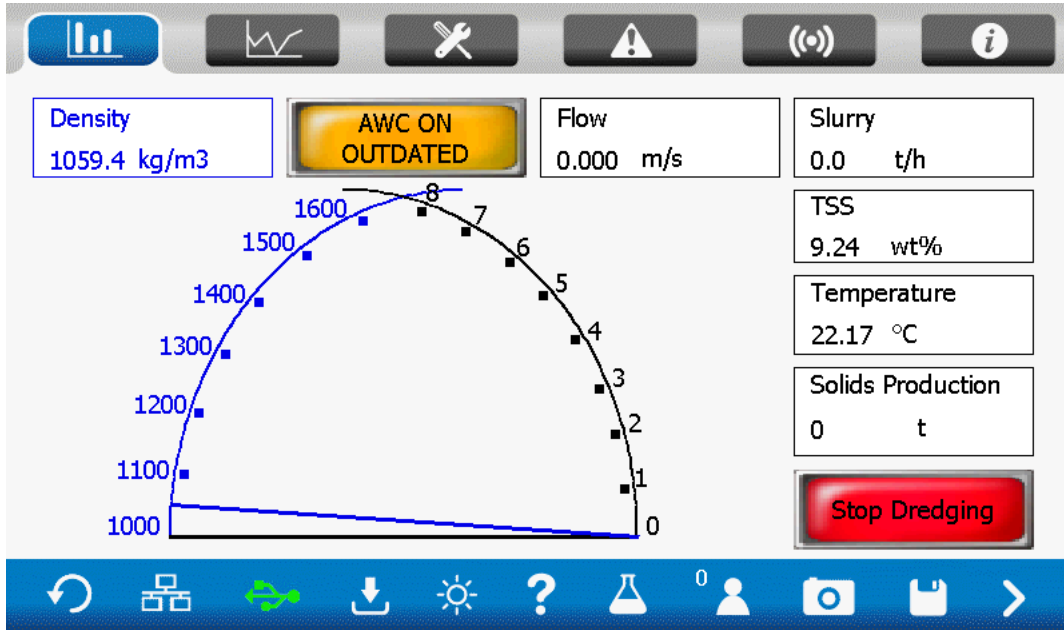 Density
1059.4 kg/m3
AWC ON
OUTDATED
Flow
0.000 m/s
Slurry
0.0 t/h
TSS
9.24 wt%
Temperature
22.17 °C
Solids Production
0 t
Stop Dredging
1600
1500
1400
1300
1200
1100
1000
8
7
6
5
4
3
2
1
0
?
0